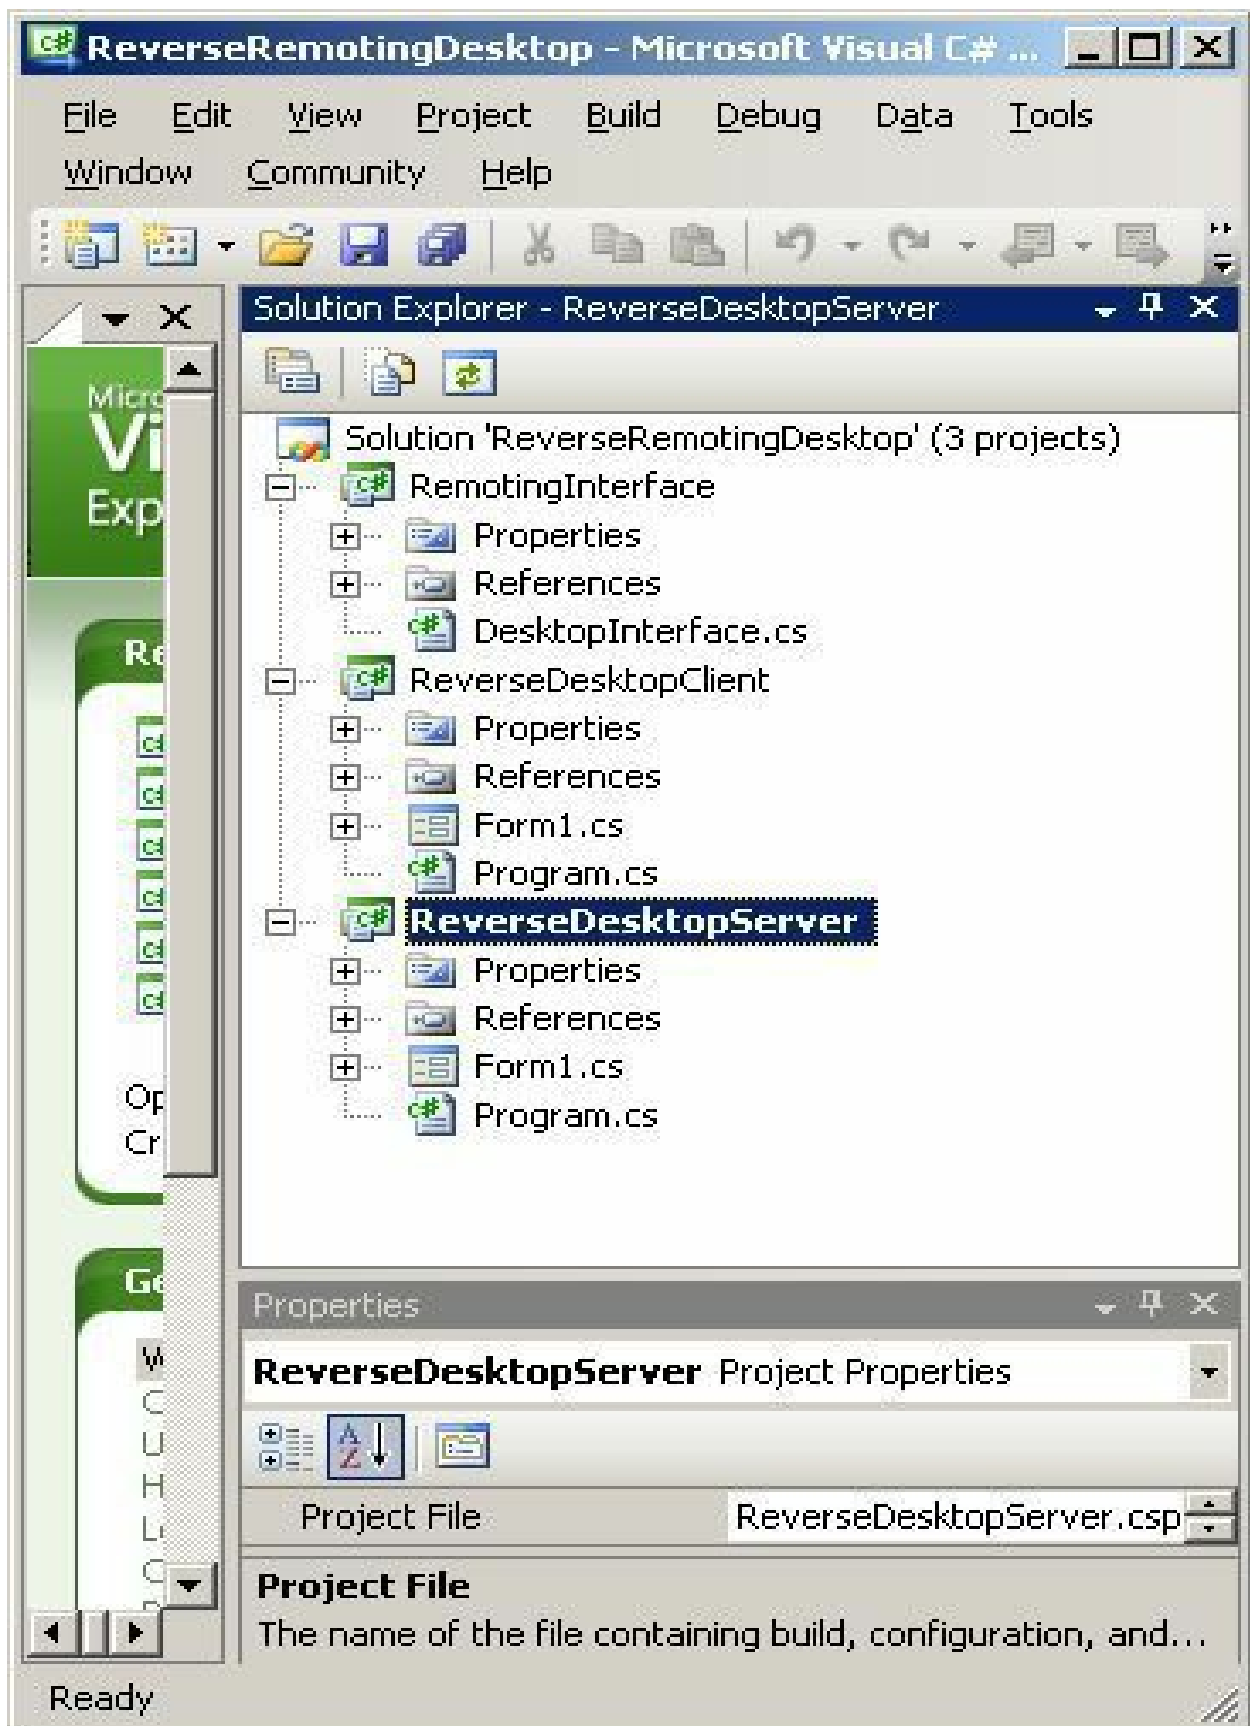 ReverseRemotingDesktop - Microsoft Visual C# ...
File Edit View Project Build Debug Data Tools
Window Community Help
Solution Explorer - ReverseDesktopServer
Solution 'ReverseRemotingDesktop' (3 projects)
RemotingInterface
Properties
References
DesktopInterface.cs
ReverseDesktopClient
Properties
References
Form1.cs
Program.cs
ReverseDesktopServer
Properties
References
Form1.cs
Program.cs
Properties
ReverseDesktopServer Project Properties
Project File ReverseDesktopServer.csp
Project File
The name of the file containing build, configuration, and...
Ready